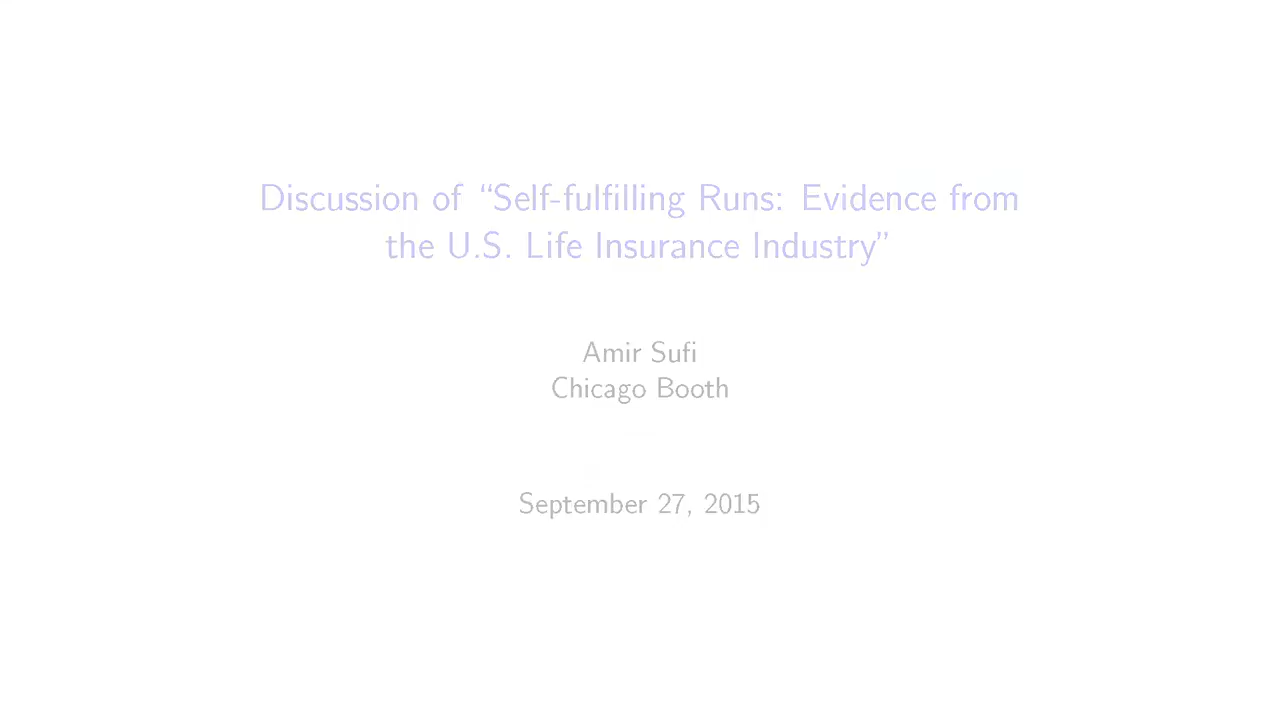 Discussion of “Self-fulfilling Runs: Evidence from
the U.S. Life Insurance Industry”
Amir Sufi
Chicago Booth
September 27, 2015